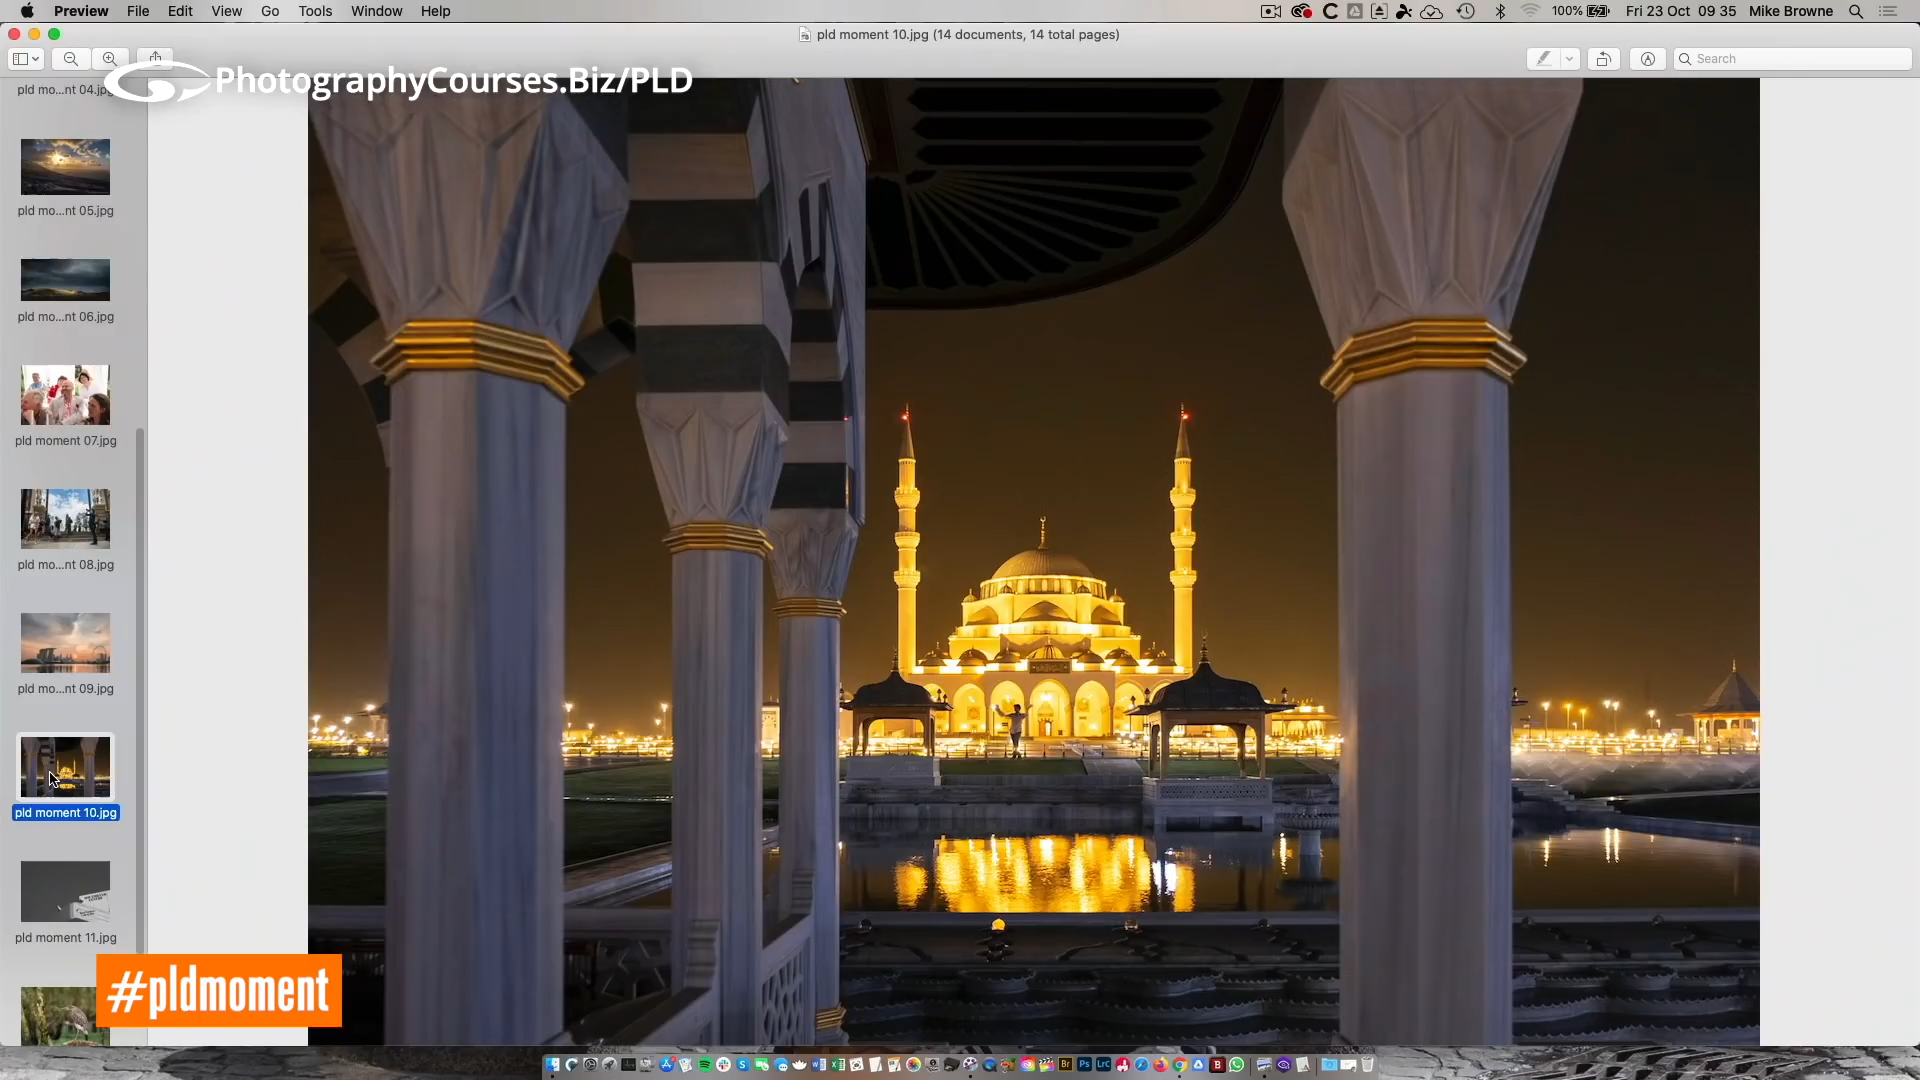 Preview File Edit View Go Tools Window Help
100% Fri 23 Oct 09 35 Mike Browne
pld moment 10.jpg (14 documents, 14 total pages)
Search
PhotographyCourses.Biz/PLD
pld mo...nt 04.jpg
pld mo...nt 05.jpg
pld mo...nt 06.jpg
pld moment 07.jpg
pld mo...nt 08.jpg
pld mo...nt 09.jpg
pld moment 10.jpg
pld moment 11.jpg
#pldmoment